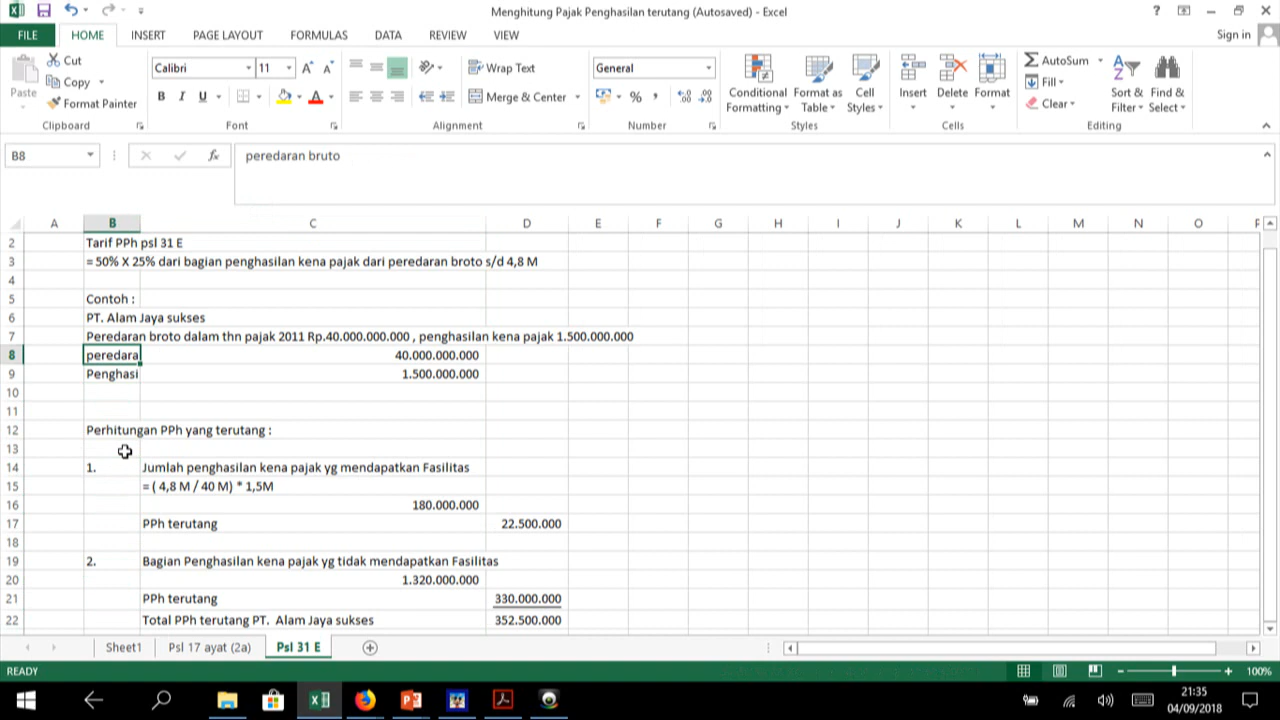 Menghitung Pajak Penghasilan terutang (Autosaved) - Excel
FILE HOME INSERT PAGE LAYOUT FORMULAS DATA REVIEW VIEW Sign in
Paste Cut Copy Format Painter Clipboard
Calibri 11 B I U A Font
Wrap Text Merge & Center Alignment
General % , Number
Conditional Formatting Format as Table Cell Styles Styles
Insert Delete Format Cells
AutoSum Fill Clear Sort & Filter Find & Select Editing
B8 fx peredaran bruto
A B C D E F G H I J K L M N O P
2 Tarif PPh psl 31 E
3 = 50% X 25% dari bagian penghasilan kena pajak dari peredaran broto s/d 4,8 M
4
5 Contoh :
6 PT. Alam Jaya sukses
7 Peredaran broto dalam thn pajak 2011 Rp.40.000.000.000 , penghasilan kena pajak 1.500.000.000
8 peredara 40.000.000.000
9 Penghasi 1.500.000.000
10
11
12 Perhitungan PPh yang terutang :
13
14 1. Jumlah penghasilan kena pajak yg mendapatkan Fasilitas
15 = ( 4,8 M / 40 M) * 1,5M
16 180.000.000
17 PPh terutang 22.500.000
18
19 2. Bagian Penghasilan kena pajak yg tidak mendapatkan Fasilitas
20 1.320.000.000
21 PPh terutang 330.000.000
22 Total PPh terutang PT. Alam Jaya sukses 352.500.000
Sheet1 Psl 17 ayat (2a) Psl 31 E
READY 100%
21:35
04/09/2018